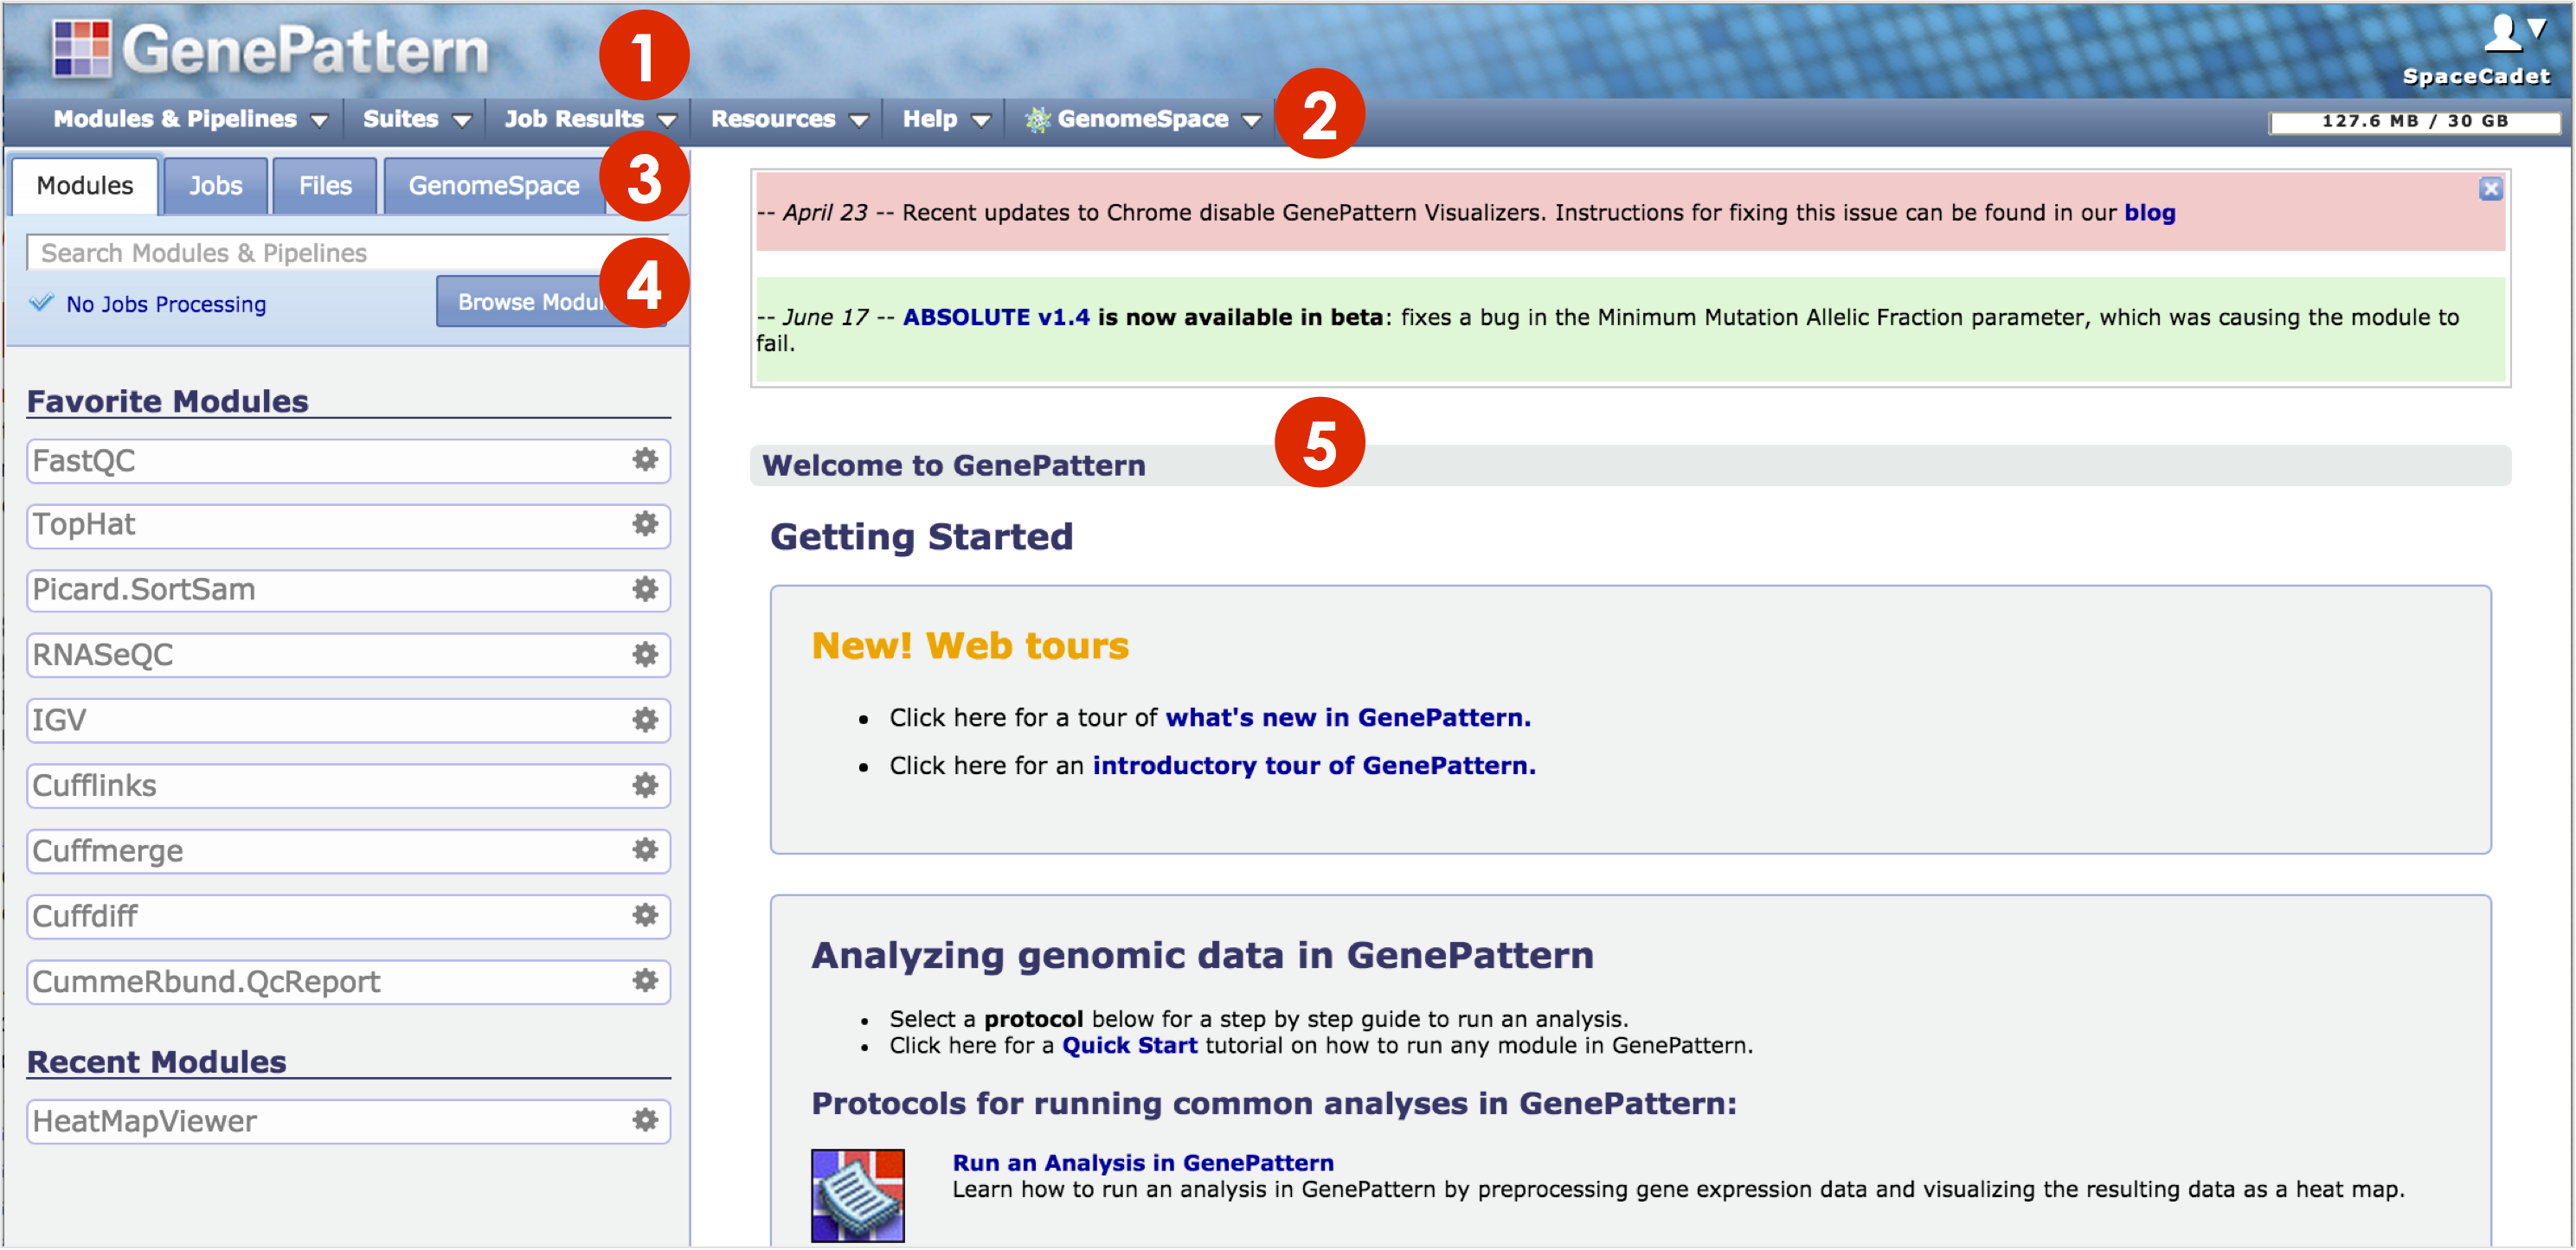 GenePattern
1
SpaceCadet
Modules & Pipelines Suites Job Results Resources Help GenomeSpace 2 127.6 MB / 30 GB
Modules Jobs Files GenomeSpace 3
Search Modules & Pipelines
No Jobs Processing Browse Modul 4
Favorite Modules
FastQC
TopHat
Picard.SortSam
RNASeQC
IGV
Cufflinks
Cuffmerge
Cuffdiff
CummeRbund.QcReport
Recent Modules
HeatMapViewer
-- April 23 -- Recent updates to Chrome disable GenePattern Visualizers. Instructions for fixing this issue can be found in our blog
-- June 17 -- ABSOLUTE v1.4 is now available in beta: fixes a bug in the Minimum Mutation Allelic Fraction parameter, which was causing the module to
fail.
5
Welcome to GenePattern
Getting Started
New! Web tours
• Click here for a tour of what's new in GenePattern.
• Click here for an introductory tour of GenePattern.
Analyzing genomic data in GenePattern
• Select a protocol below for a step by step guide to run an analysis.
• Click here for a Quick Start tutorial on how to run any module in GenePattern.
Protocols for running common analyses in GenePattern:
Run an Analysis in GenePattern
Learn how to run an analysis in GenePattern by preprocessing gene expression data and visualizing the resulting data as a heat map.